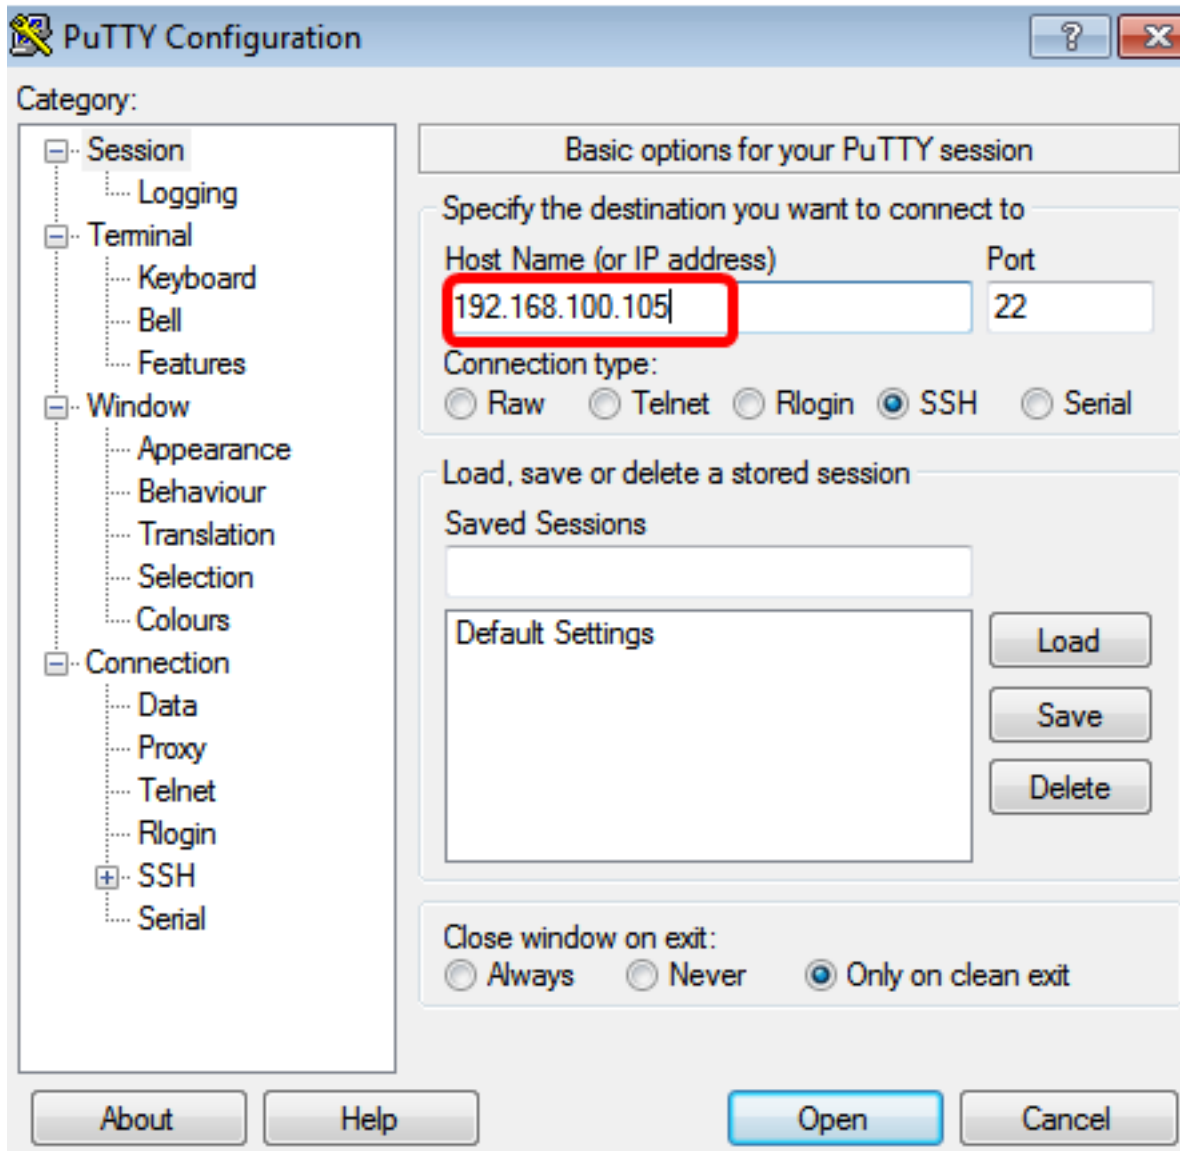 PuTTY Configuration
?
Category:
Session
Logging
Terminal
Keyboard
Bell
Features
Window
Appearance
Behaviour
Translation
Selection
Colours
Connection
Data
Proxy
Telnet
Rlogin
SSH
Serial
Basic options for your PuTTY session
Specify the destination you want to connect to
Host Name (or IP address) Port
192.168.100.105 22
Connection type:
Raw Telnet Rlogin SSH Serial
Load, save or delete a stored session
Saved Sessions
Default Settings
Load
Save
Delete
Close window on exit:
Always Never Only on clean exit
About Help Open Cancel